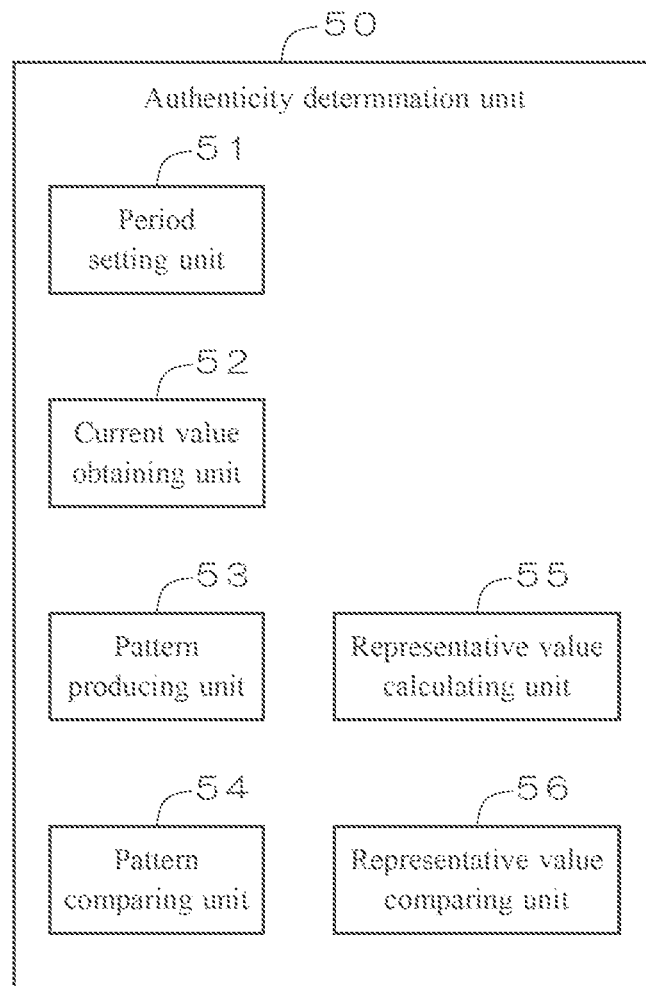 50
Authenticity determination unit
51
Period
setting unit
52
Current value
obtaining unit
53
Pattern
producing unit
55
Representative value
calculating unit
54
Pattern
comparing unit
56
Representative value
comparing unit